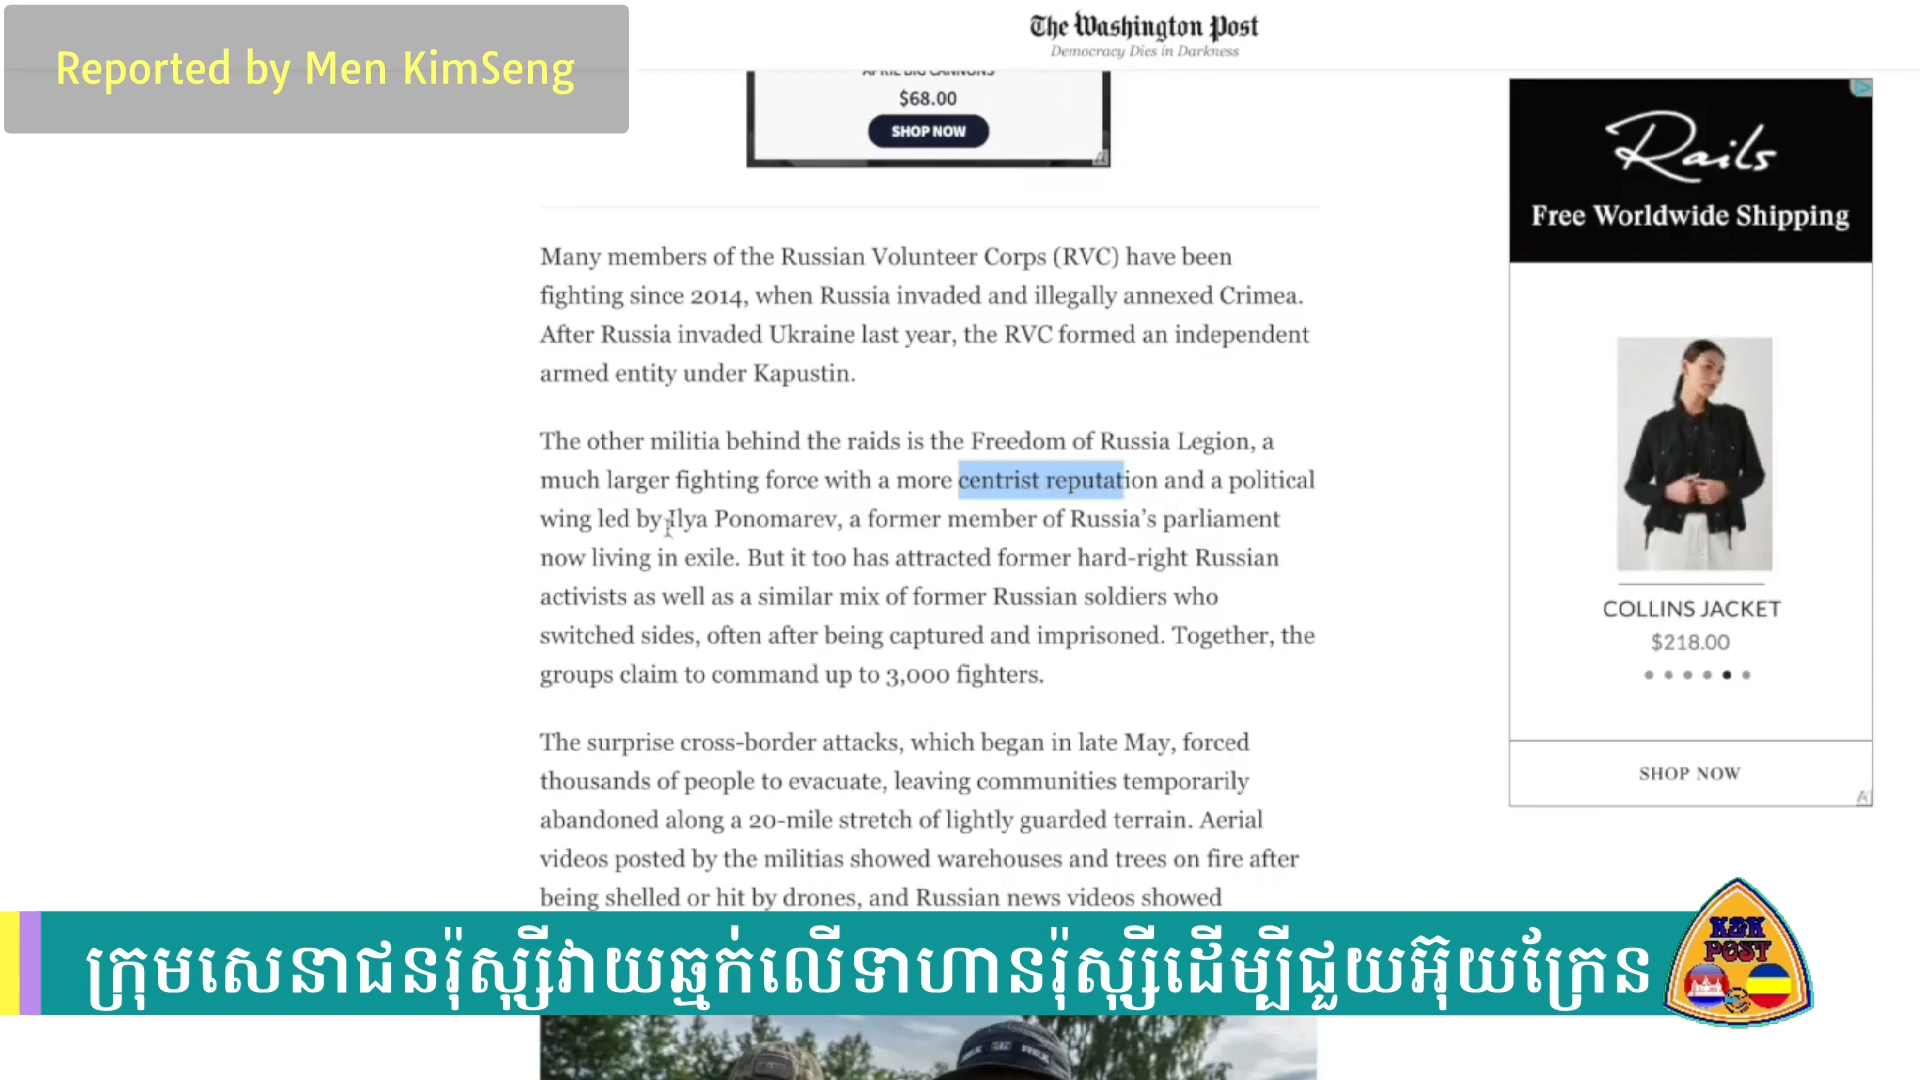 Reported by Men KimSeng
The Washington Post
Democracy Dies in Darkness
$68.00
SHOP NOW
Rails
Free Worldwide Shipping
Many members of the Russian Volunteer Corps (RVC) have been
fighting since 2014, when Russia invaded and illegally annexed Crimea.
After Russia invaded Ukraine last year, the RVC formed an independent
armed entity under Kapustin.
The other militia behind the raids is the Freedom of Russia Legion, a
much larger fighting force with a more centrist reputation and a political
wing led by Ilya Ponomarev, a former member of Russia's parliament
now living in exile. But it too has attracted former hard-right Russian
activists as well as a similar mix of former Russian soldiers who
switched sides, often after being captured and imprisoned. Together, the
groups claim to command up to 3,000 fighters.
COLLINS JACKET
$218.00
SHOP NOW
The surprise cross-border attacks, which began in late May, forced
thousands of people to evacuate, leaving communities temporarily
abandoned along a 20-mile stretch of lightly guarded terrain. Aerial
videos posted by the militias showed warehouses and trees on fire after
being shelled or hit by drones, and Russian news videos showed
ក្រុមសេនាជនរ៉ុស្ស៊ីវាយឆ្មក់លើទាហានរ៉ុស្ស៊ីដើម្បីជួយអ៊ុយក្រែន
K&K
POST